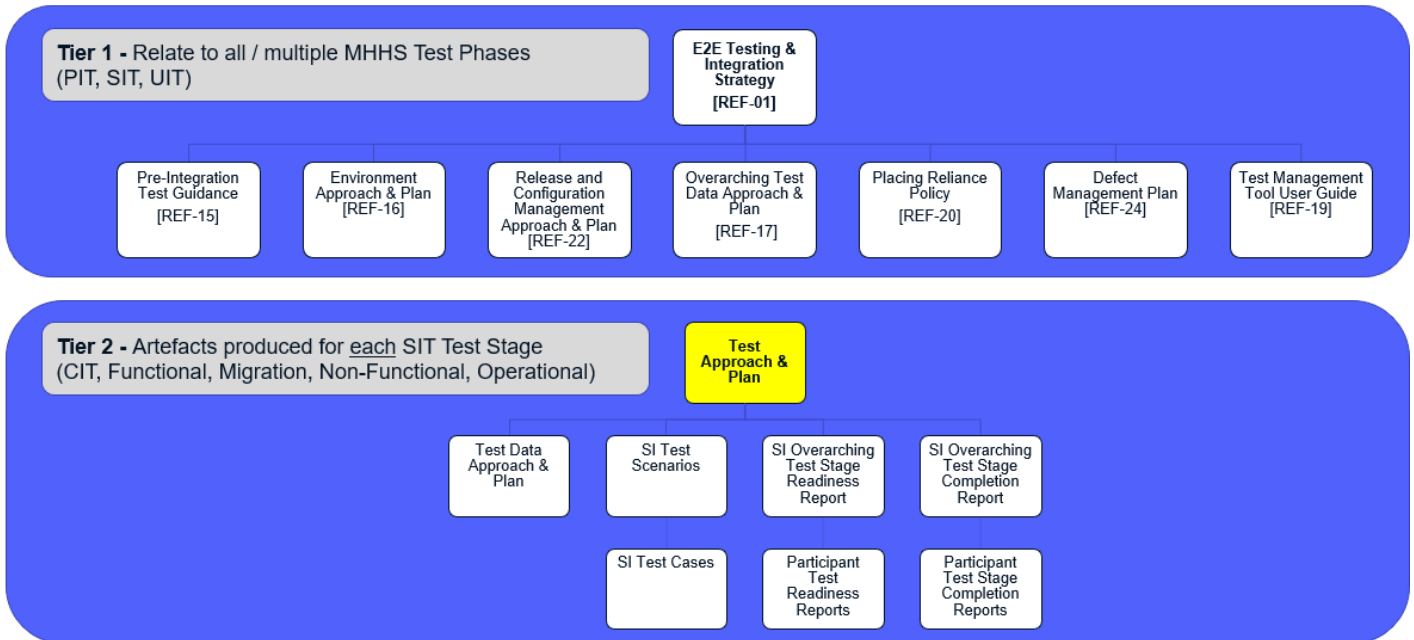 Tier 1 - Relate to all / multiple MHHS Test Phases
(PIT, SIT, UIT)
E2E Testing &
Integration
Strategy
[REF-01]
Pre-Integration
Test Guidance
[REF-15]
Environment
Approach & Plan
[REF-16]
Release and
Configuration
Management
Approach & Plan
[REF-22]
Overarching Test
Data Approach &
Plan
[REF-17]
Placing Reliance
Policy
[REF-20]
Defect
Management Plan
[REF-24]
Test Management
Tool User Guide
[REF-19]
Tier 2 - Artefacts produced for each SIT Test Stage
(CIT, Functional, Migration, Non-Functional, Operational)
Test
Approach &
Plan
Test Data
Approach &
Plan
SI Test
Scenarios
SI Overarching
Test Stage
Readiness
Report
SI Overarching
Test Stage
Completion
Report
SI Test Cases
Participant
Test
Readiness
Reports
Participant
Test Stage
Completion
Reports